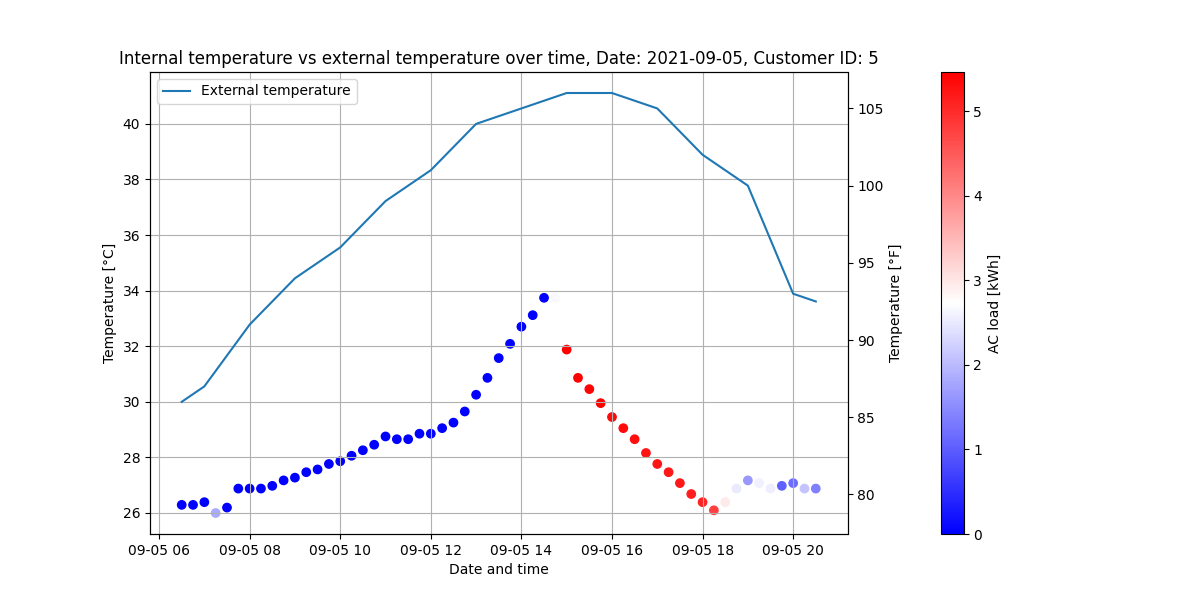 Internal temperature vs external temperature over time, Date: 2021-09-05, Customer ID: 5
External temperature
Temperature [°C]
40
38
36
34
32
30
28
26
105
100
95
90
85
80
Temperature [°F]
5
4
3
2
1
0
AC load [kWh]
09-05 06 09-05 08 09-05 10 09-05 12 09-05 14 09-05 16 09-05 18 09-05 20
Date and time